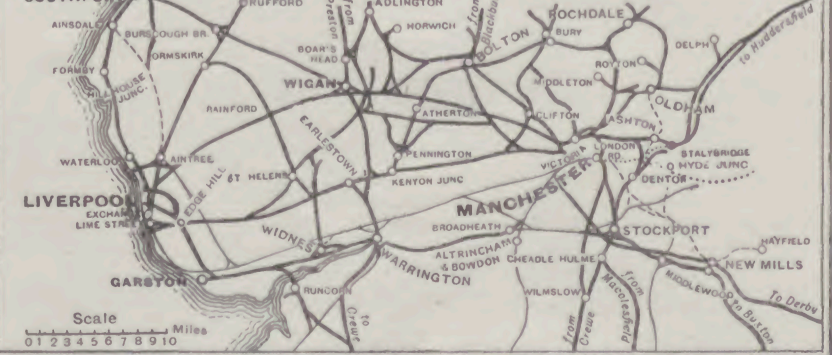 RUFFORD
from
Preston
ADLINGTON
from
Blackbu
ROCHDALE
AINSDALE
BURSCOUGH BR.
HORWICH
BOLTON
BURY
DELPH
to Huddersfield
ORMSKIRK
BOAR'S
HEAD
ROYTON
FORMBY
HILLHOUSE
JUNC.
WIGAN
MIDDLETON
OLDHAM
RAINFORD
ATHERTON
CLIFTON
ASHTON
EARLESTOWN
WATERLOO
AINTREE
PENNINGTON
VICTORIA
LONDON
RD.
STALYBRIDGE
HYDE JUNC.
ST HELENS
KENYON JUNC
DENTON
LIVERPOOL
EDGE HILL
MANCHESTER
EXCHAN
LIME STREE
WIDNES
BROADHEATH
STOCKPORT
WARRINGTON
ALTRINCHAM
& BOWDON
CHEADLE HULME
HAYFIELD
NEW MILLS
GARSTON
RUNCORN
WILMSLOW
from
Macclesfield
MIDDLEWOOD
To Derby
to
Crewe
from
Crewe
to Buxton
Scale
0 1 2 3 4 5 6 7 8 9 10 Miles